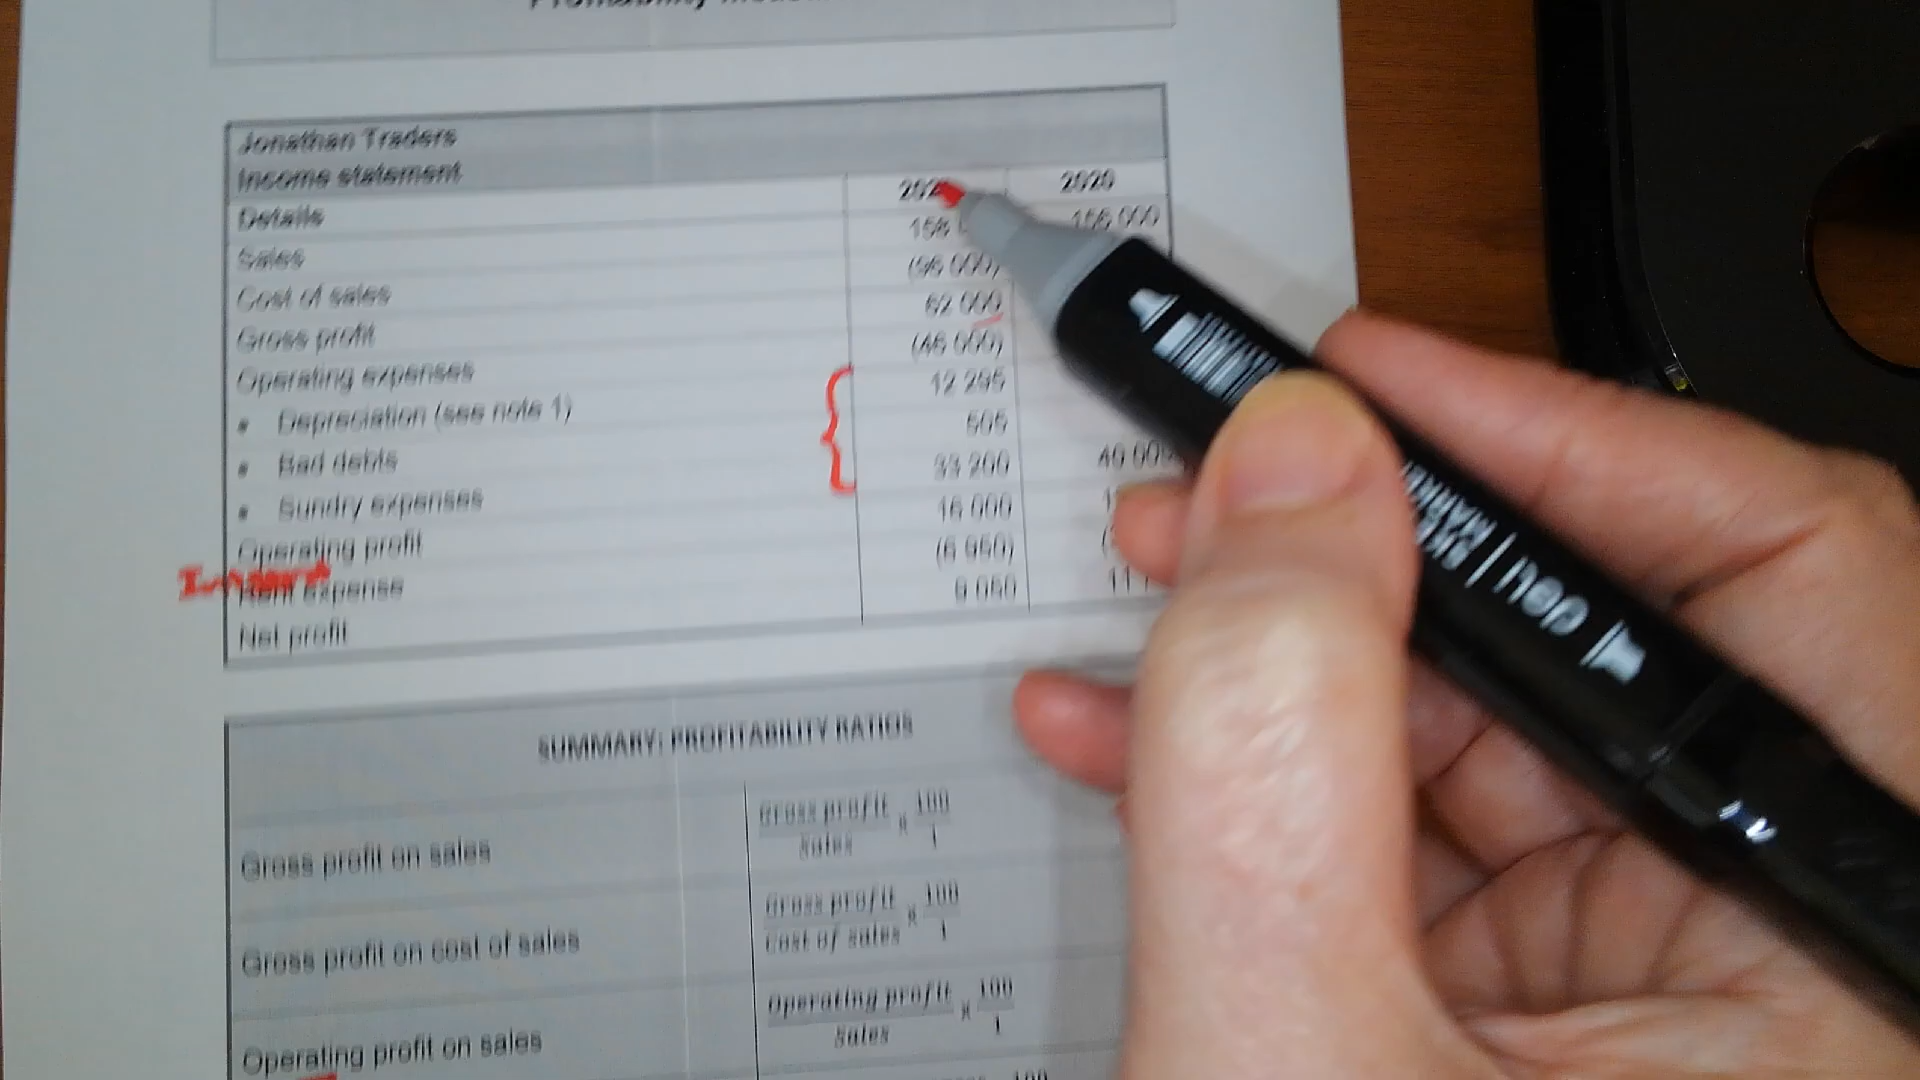 Jonathan Traders
Income statement
Details 2020
Sales 156 000
Cost of sales (96 000)
Gross profit 62 000
Operating expenses (46 000)
• Depreciation (see note 1) 12 295
• Bad debts 505
• Sundry expenses 33 200
Operating profit 16 000
expense (6 950)
Net profit 9 050
SUMMARY: PROFITABILITY RATIOS
Gross profit on sales Gross profit / Sales x 100 / 1
Gross profit on cost of sales Gross profit / Cost of sales x 100 / 1
Operating profit on sales Operating profit / Sales x 100 / 1